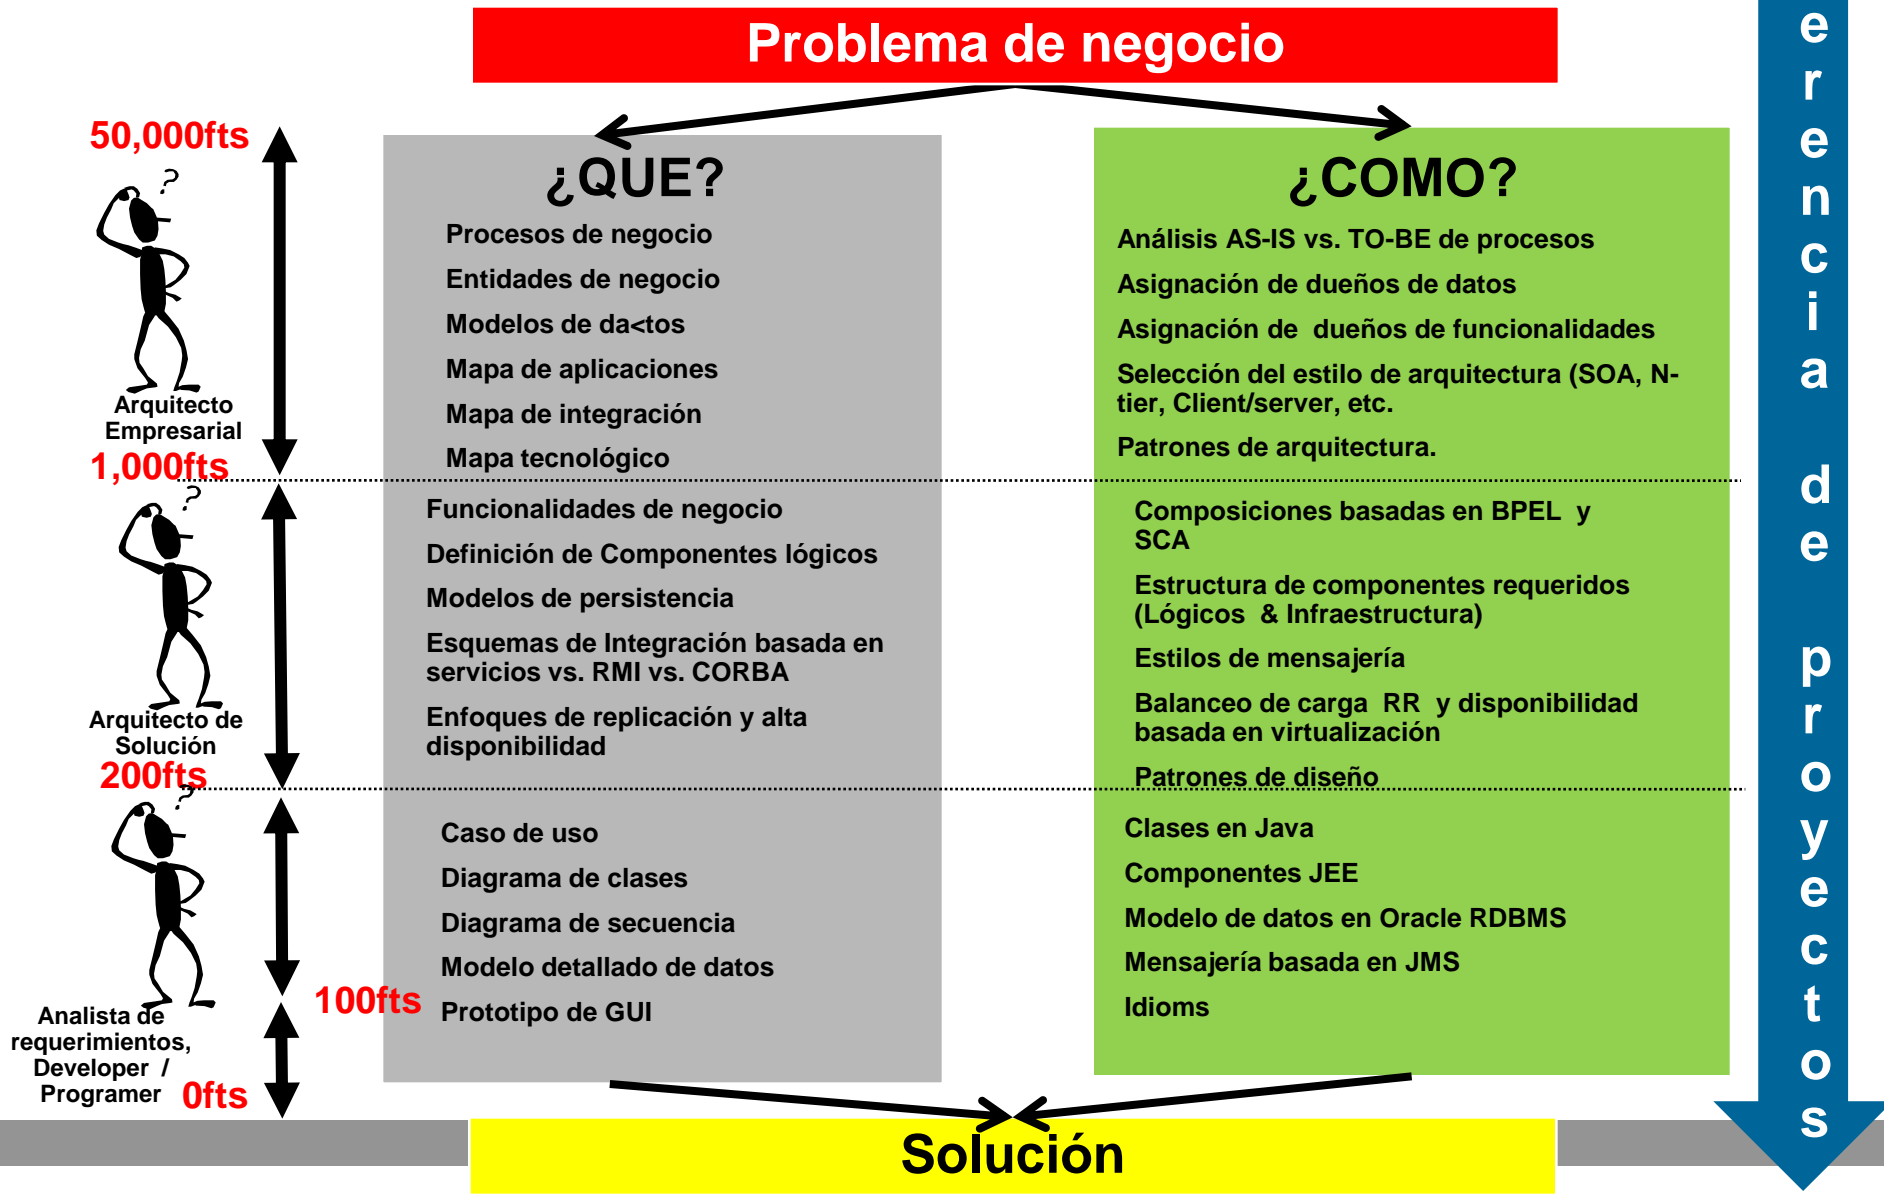 Problema de negocio
50,000fts
?
Arquitecto
Empresarial
1,000fts
?
Arquitecto de
Solución
200fts
?
Analista de
requerimientos,
Developer /
Programer
100fts
0fts
¿QUE?
Procesos de negocio
Entidades de negocio
Modelos de da<tos
Mapa de aplicaciones
Mapa de integración
Mapa tecnológico
Funcionalidades de negocio
Definición de Componentes lógicos
Modelos de persistencia
Esquemas de Integración basada en
servicios vs. RMI vs. CORBA
Enfoques de replicación y alta
disponibilidad
Caso de uso
Diagrama de clases
Diagrama de secuencia
Modelo detallado de datos
Prototipo de GUI
¿COMO?
Análisis AS-IS vs. TO-BE de procesos
Asignación de dueños de datos
Asignación de dueños de funcionalidades
Selección del estilo de arquitectura (SOA, N-
tier, Client/server, etc.
Patrones de arquitectura.
Composiciones basadas en BPEL y
SCA
Estructura de componentes requeridos
(Lógicos & Infraestructura)
Estilos de mensajería
Balanceo de carga RR y disponibilidad
basada en virtualización
Patrones de diseño
Clases en Java
Componentes JEE
Modelo de datos en Oracle RDBMS
Mensajería basada en JMS
Idioms
erencia de proyectos
Solución